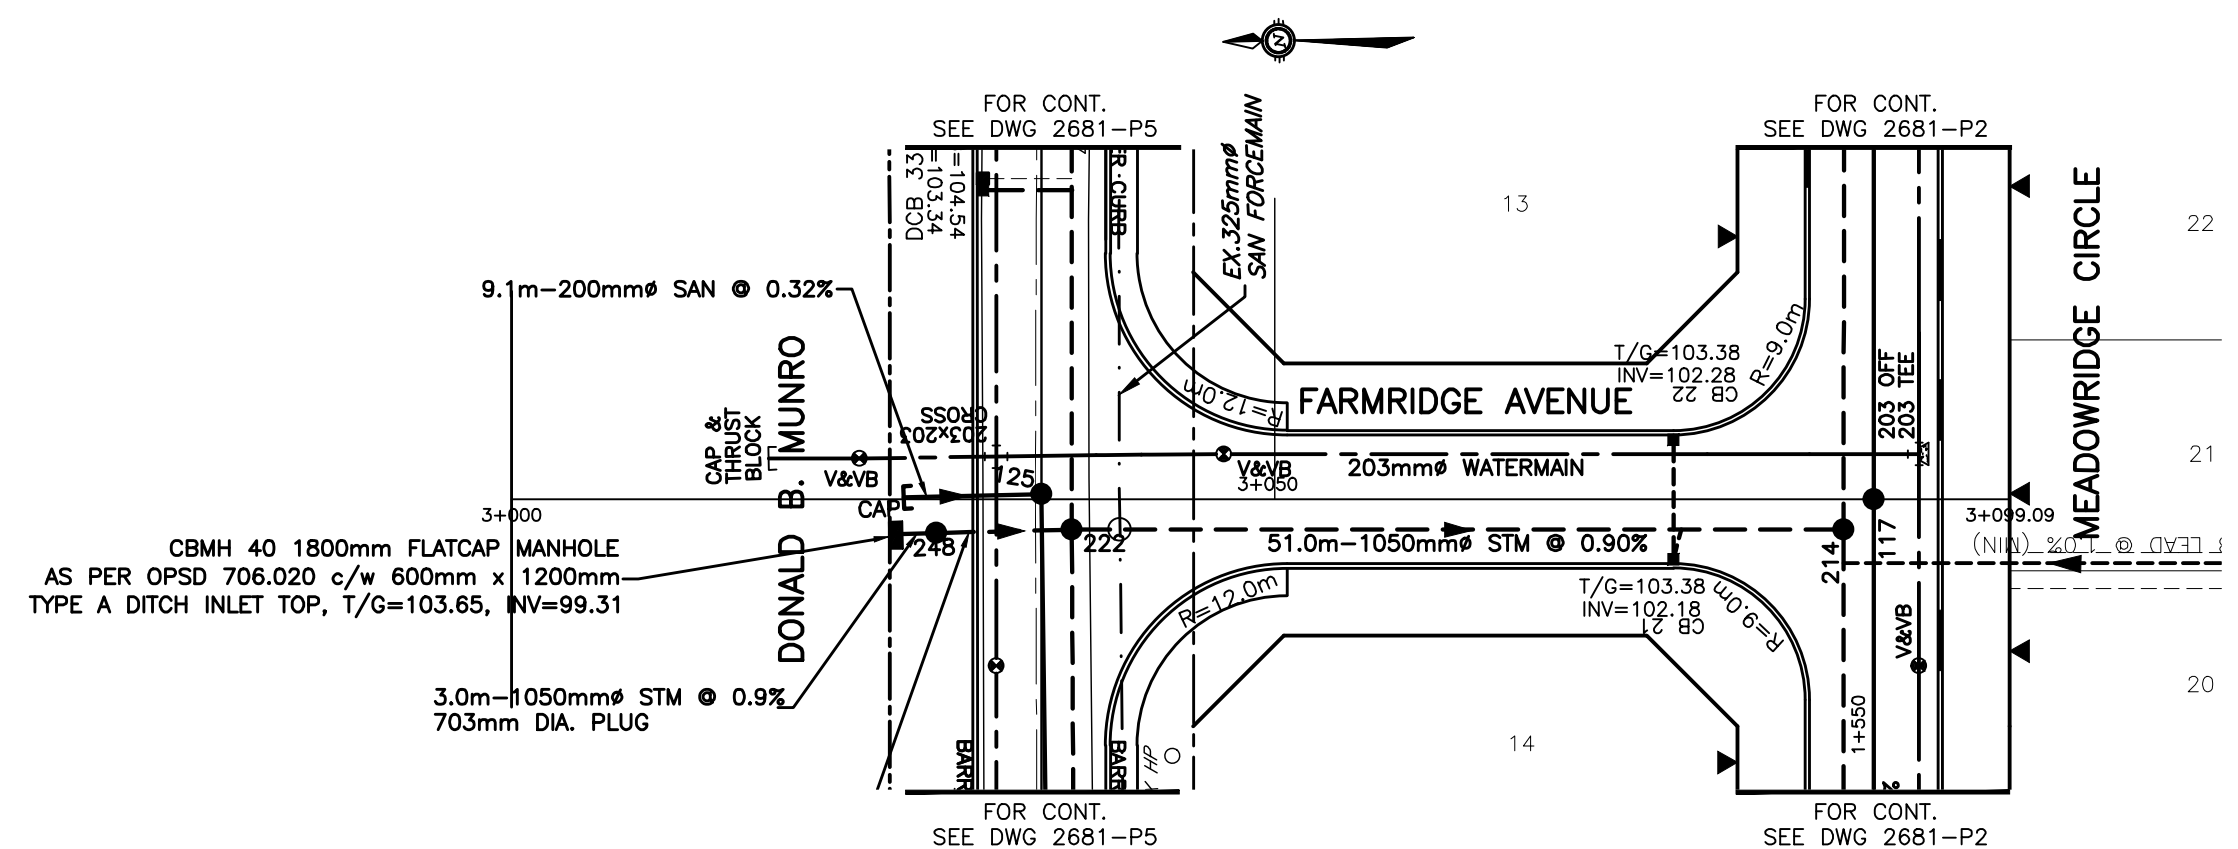 N
FOR CONT.
SEE DWG 2681-P5
FOR CONT.
SEE DWG 2681-P2
DCB 33
=103.34
=104.54
CURB
EX.325mmø
SAN FORCEMAIN
13
22
MEADOWRIDGE CIRCLE
9.1m-200mmø SAN @ 0.32%
DONALD B. MUNRO
T/G=103.38
INV=102.28
CB 22
R=9.0m
R=12.0m
FARMRIDGE AVENUE
203 OFF
203 TEE
CAP &
THRUST
BLOCK
203x203
CROSS
V&VB
125
V&VB
3+050
203mmø WATERMAIN
21
CAP
3+000
3+099.09
248
222
51.0m-1050mmø STM @ 0.90%
214
117
LEAD @ 1.0% (MIN)
CBMH 40 1800mm FLATCAP MANHOLE
AS PER OPSD 706.020 c/w 600mm x 1200mm
TYPE A DITCH INLET TOP, T/G=103.65, INV=99.31
R=12.0m
T/G=103.38
INV=102.18
CB 21
R=9.0m
V&VB
3.0m-1050mmø STM @ 0.9%
703mm DIA. PLUG
20
1+550
14
BARR
BARR
HP
%
FOR CONT.
SEE DWG 2681-P5
FOR CONT.
SEE DWG 2681-P2